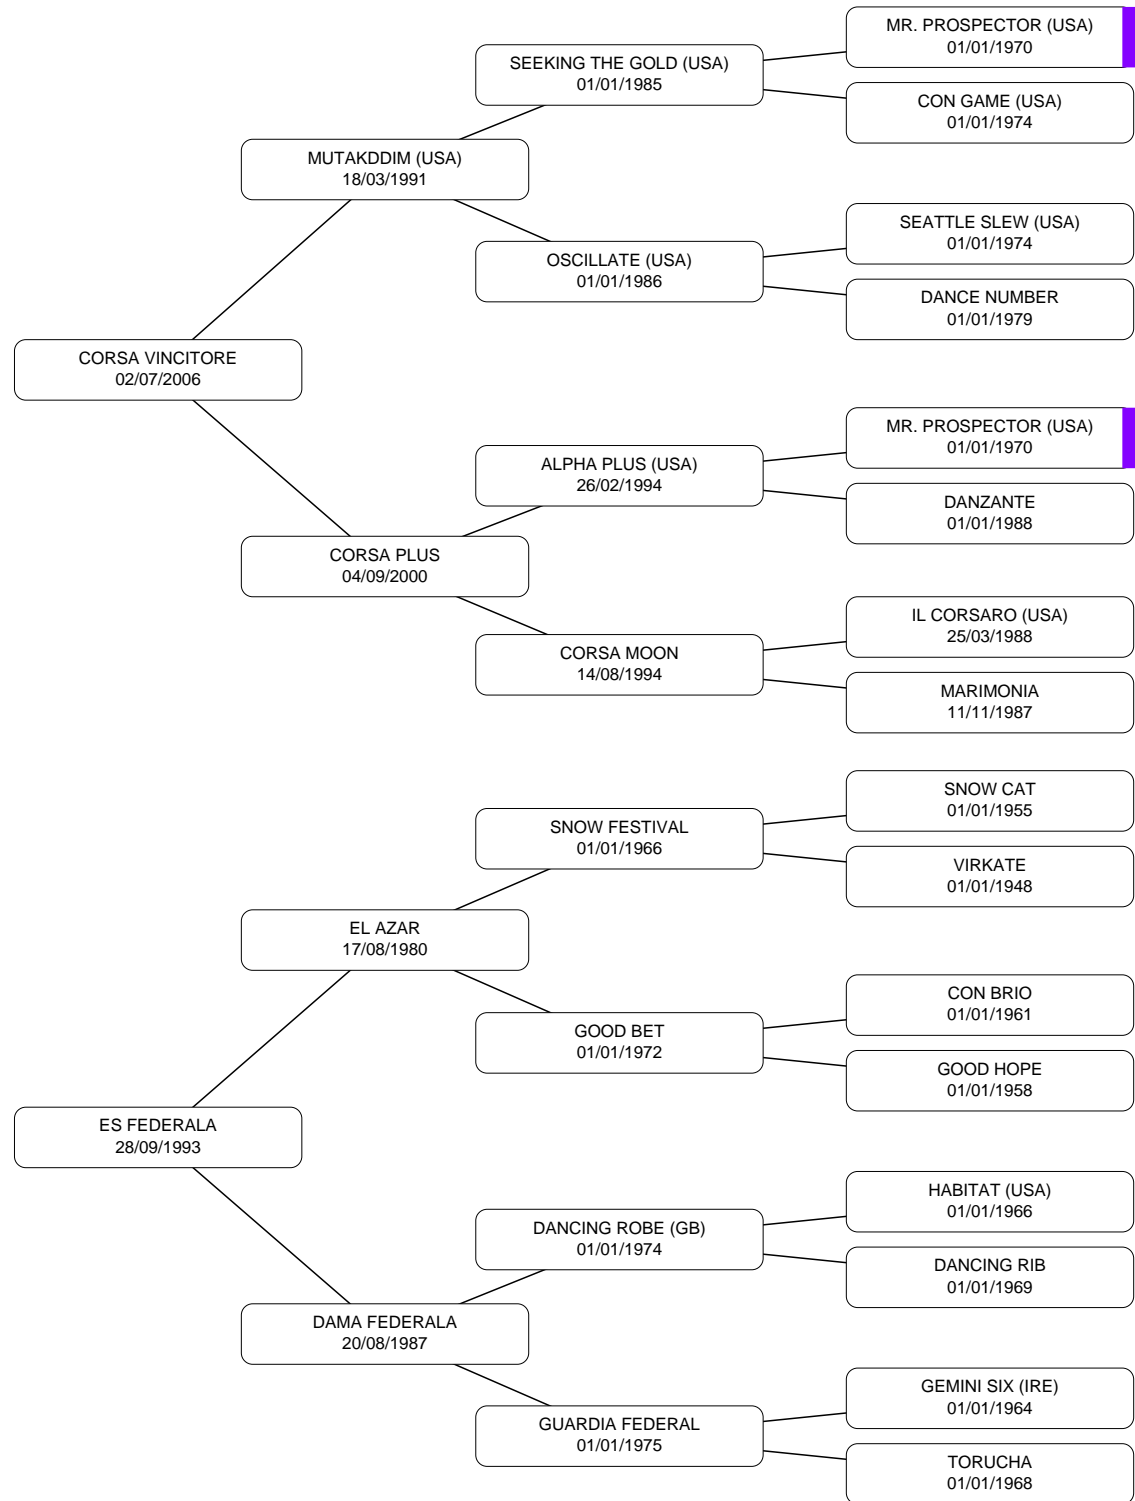 MR. PROSPECTOR (USA)
01/01/1970
SEEKING THE GOLD (USA)
01/01/1985
CON GAME (USA)
01/01/1974
MUTAKDDIM (USA)
18/03/1991
SEATTLE SLEW (USA)
01/01/1974
OSCILLATE (USA)
01/01/1986
DANCE NUMBER
01/01/1979
CORSA VINCITORE
02/07/2006
MR. PROSPECTOR (USA)
01/01/1970
ALPHA PLUS (USA)
26/02/1994
DANZANTE
01/01/1988
CORSA PLUS
04/09/2000
IL CORSARO (USA)
25/03/1988
CORSA MOON
14/08/1994
MARIMONIA
11/11/1987
SNOW CAT
01/01/1955
SNOW FESTIVAL
01/01/1966
VIRKATE
01/01/1948
EL AZAR
17/08/1980
CON BRIO
01/01/1961
GOOD BET
01/01/1972
GOOD HOPE
01/01/1958
ES FEDERALA
28/09/1993
HABITAT (USA)
01/01/1966
DANCING ROBE (GB)
01/01/1974
DANCING RIB
01/01/1969
DAMA FEDERALA
20/08/1987
GEMINI SIX (IRE)
01/01/1964
GUARDIA FEDERAL
01/01/1975
TORUCHA
01/01/1968